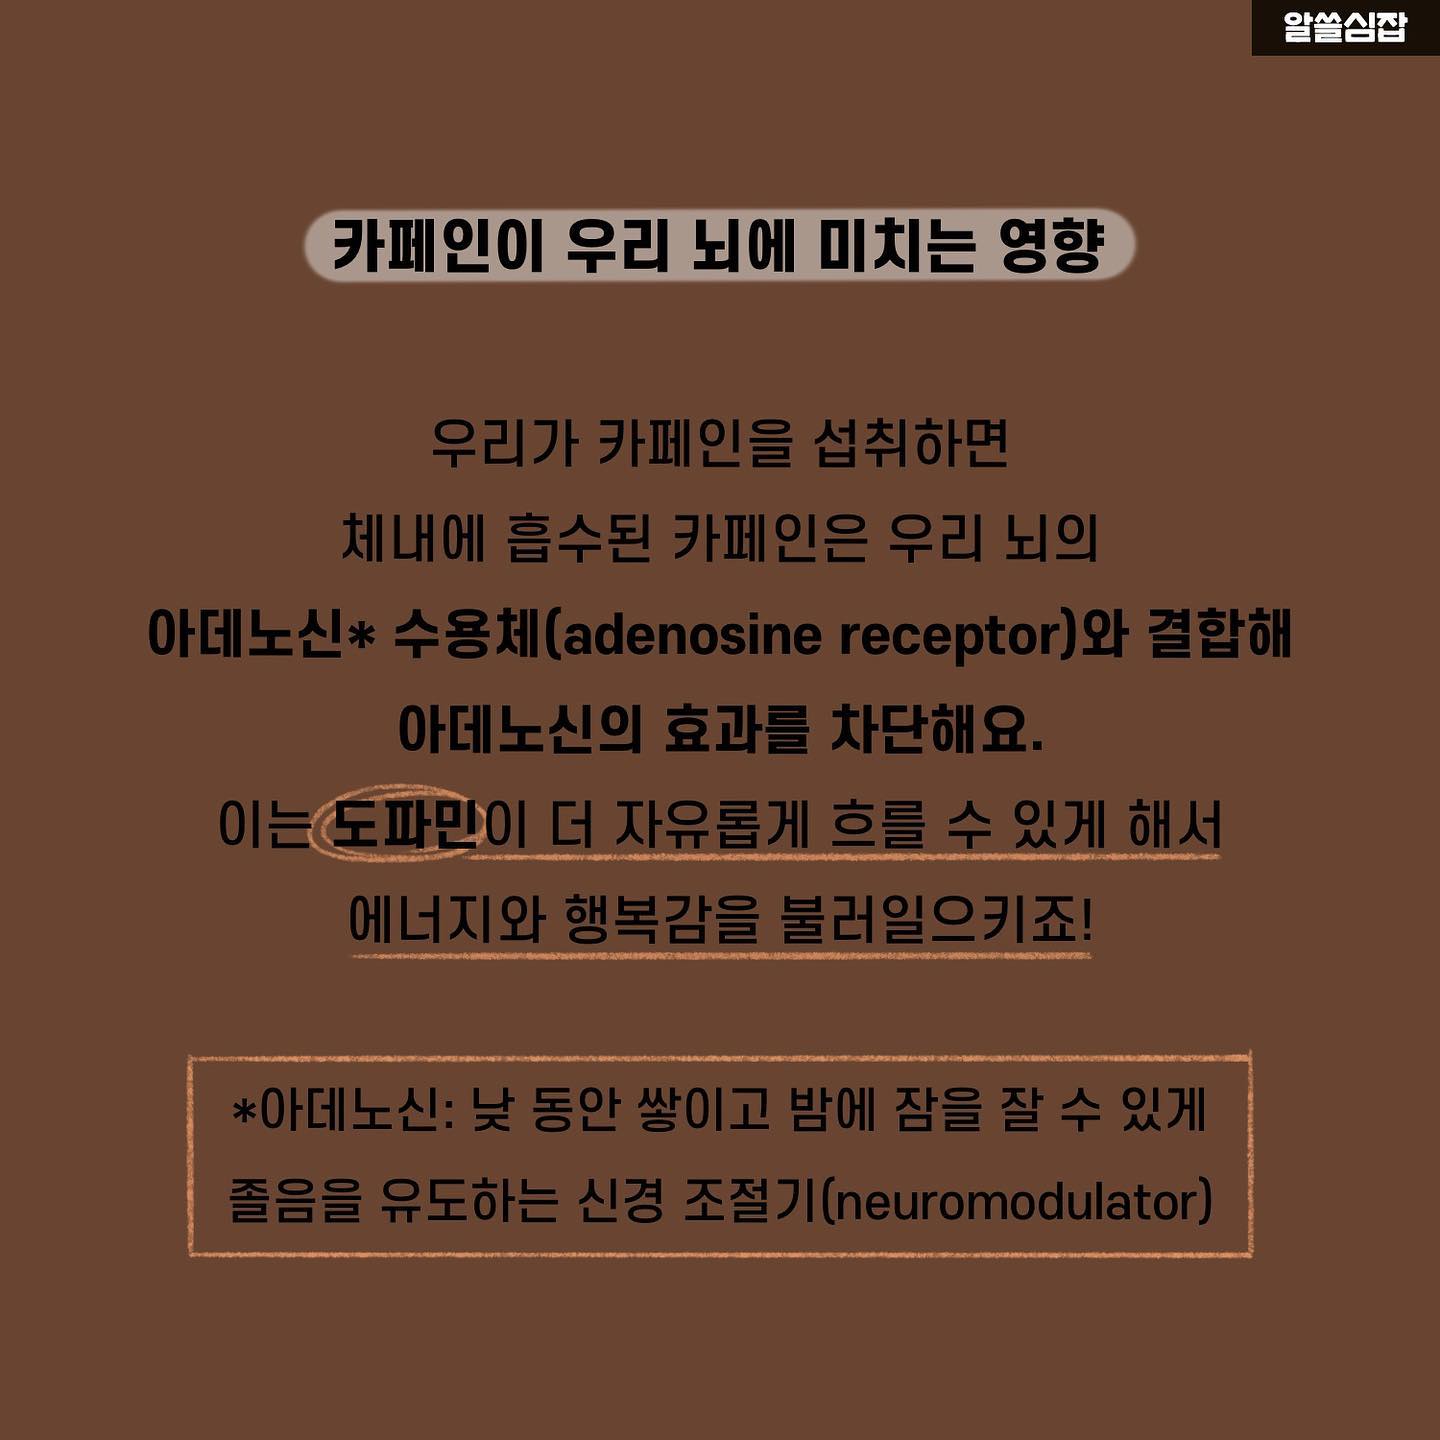 알쓸심잡
카페인이 우리 뇌에 미치는 영향
우리가 카페인을 섭취하면
체내에 흡수된 카페인은 우리 뇌의
아데노신* 수용체(adenosine receptor)와 결합해
아데노신의 효과를 차단해요.
이는 도파민이 더 자유롭게 흐를 수 있게 해서
에너지와 행복감을 불러일으키죠!
*아데노신: 낮 동안 쌓이고 밤에 잠을 잘 수 있게
졸음을 유도하는 신경 조절기(neuromodulator)